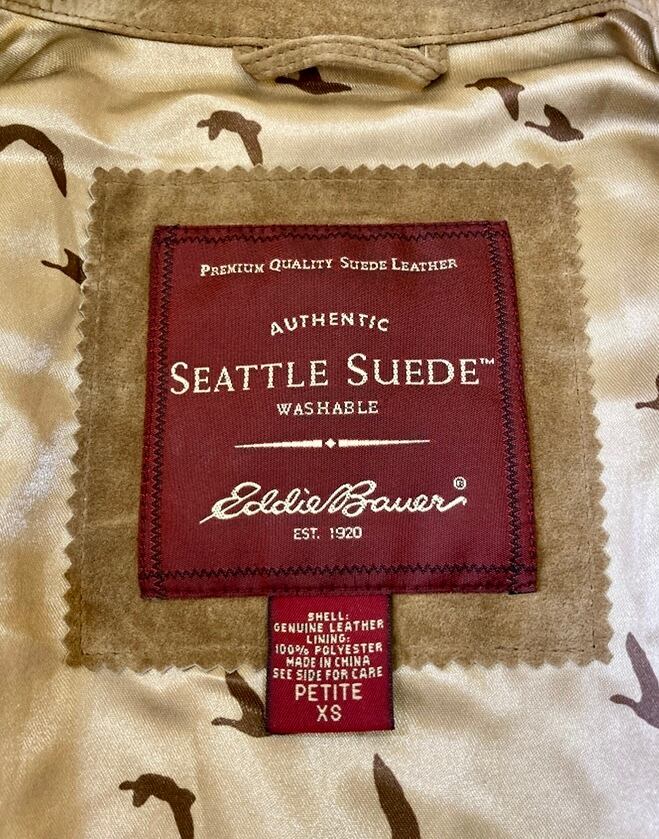 PREMIUM QUALITY SUEDE LEATHER
AUTHENTIC
SEATTLE SUEDE™
WASHABLE
Eddie Bauer®
EST. 1920
SHELL:
GENUINE LEATHER
LINING:
100% POLYESTER
MADE IN CHINA
SEE SIDE FOR CARE
PETITE
XS